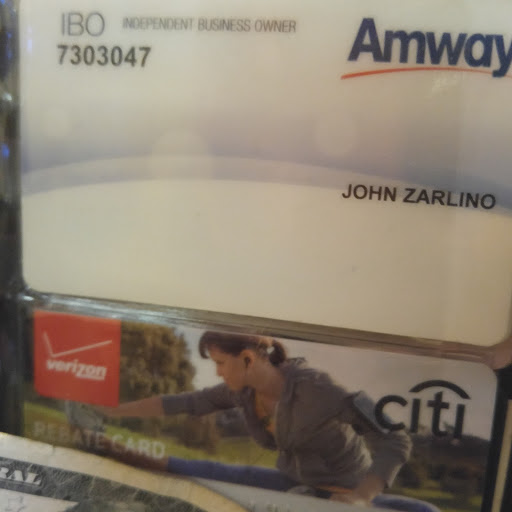 IBO INDEPENDENT BUSINESS OWNER
7303047
Amway
JOHN ZARLINO
verizon
citi
REBATE CARD